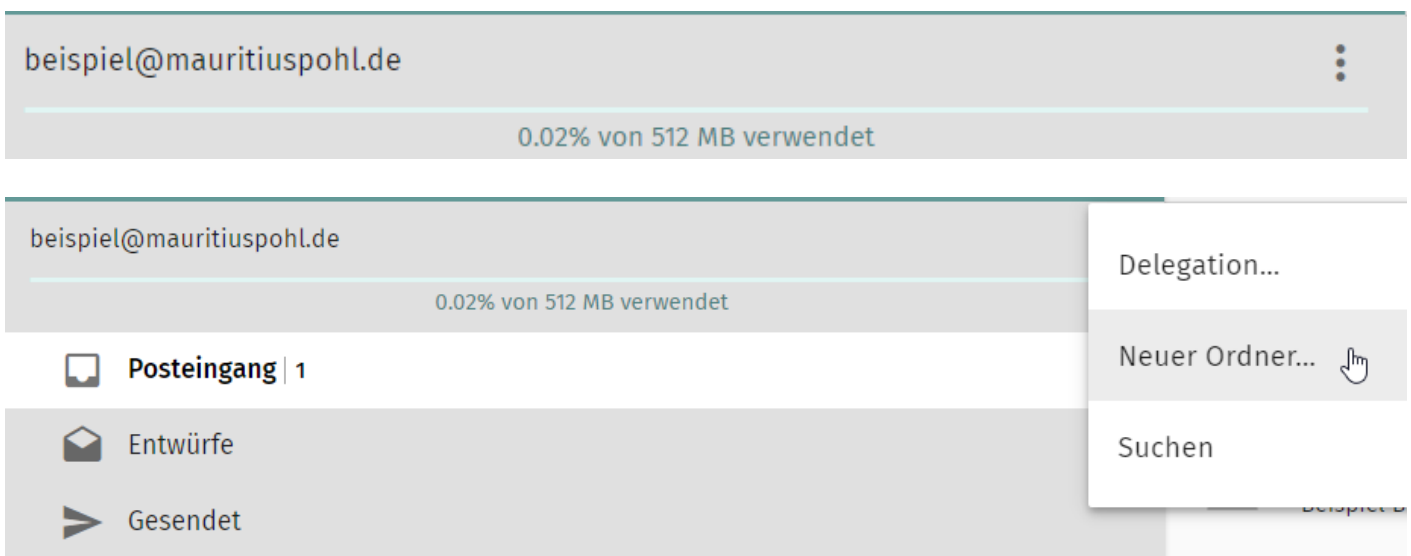 beispiel@mauritiuspohl.de
0.02% von 512 MB verwendet
beispiel@mauritiuspohl.de
0.02% von 512 MB verwendet
Posteingang | 1
Entwürfe
Gesendet
Delegation...
Neuer Ordner...
Suchen